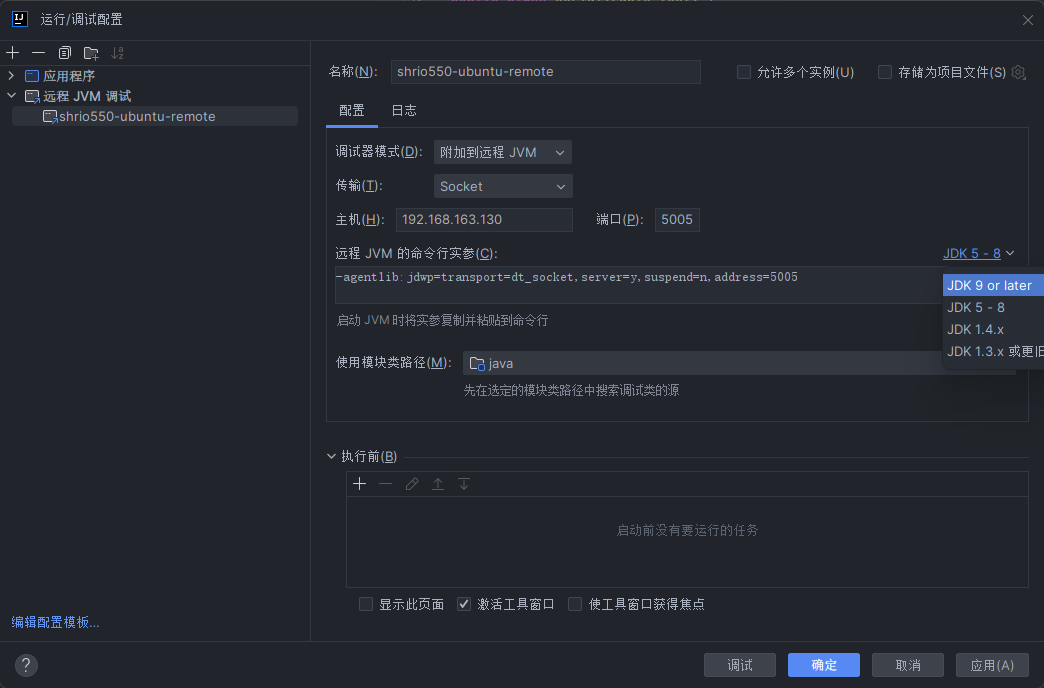 运行/调试配置
应用程序
远程 JVM 调试
shrio550-ubuntu-remote
名称(N):
shrio550-ubuntu-remote
允许多个实例(U)
存储为项目文件(S)
配置
日志
调试器模式(D):
附加到远程 JVM
传输(T):
Socket
主机(H):
192.168.163.130
端口(P):
5005
远程 JVM 的命令行实参(C):
JDK 5 - 8
-agentlib:jdwp=transport=dt_socket,server=y,suspend=n,address=5005
JDK 9 or later
JDK 5 - 8
JDK 1.4.x
JDK 1.3.x 或更旧
启动 JVM 时将实参复制并粘贴到命令行
使用模块类路径(M):
java
先在选定的模块类路径中搜索调试类的源
执行前(B)
启动前没有要运行的任务
显示此页面
激活工具窗口
使工具窗口获得焦点
编辑配置模板...
?
调试
确定
取消
应用(A)